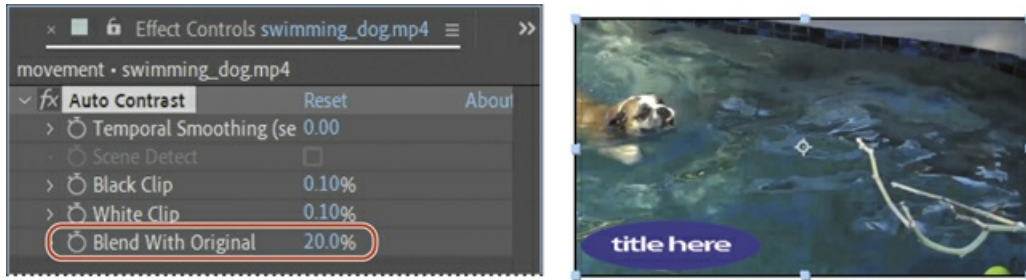 Effect Controls swimming_dog.mp4
movement • swimming_dog.mp4
fx Auto Contrast Reset About
Temporal Smoothing (se 0.00
Scene Detect
Black Clip 0.10%
White Clip 0.10%
Blend With Original 20.0%
title here